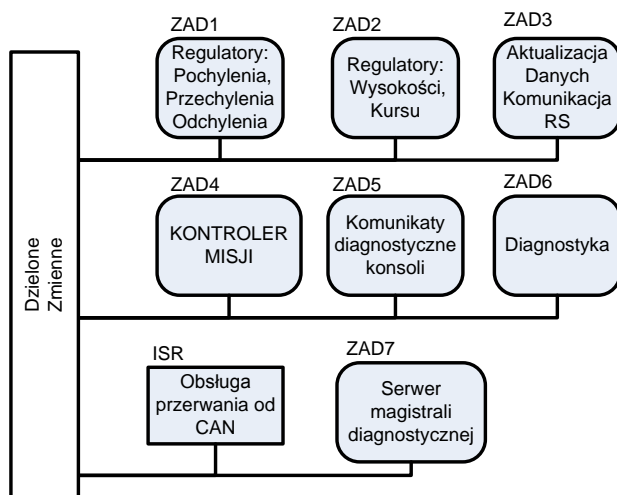 ZAD1
ZAD2
ZAD3
Regulatory:
Pochylenia,
Przechylenia
Odchylenia
Regulatory:
Wysokości,
Kursu
Aktualizacja
Danych
Komunikacja
RS
ZAD4
ZAD5
ZAD6
KONTROLER
MISJI
Komunikaty
diagnostyczne
konsoli
Diagnostyka
Dzielone
Zmienne
ISR
ZAD7
Obsługa
przerwania od
CAN
Serwer
magistrali
diagnostycznej